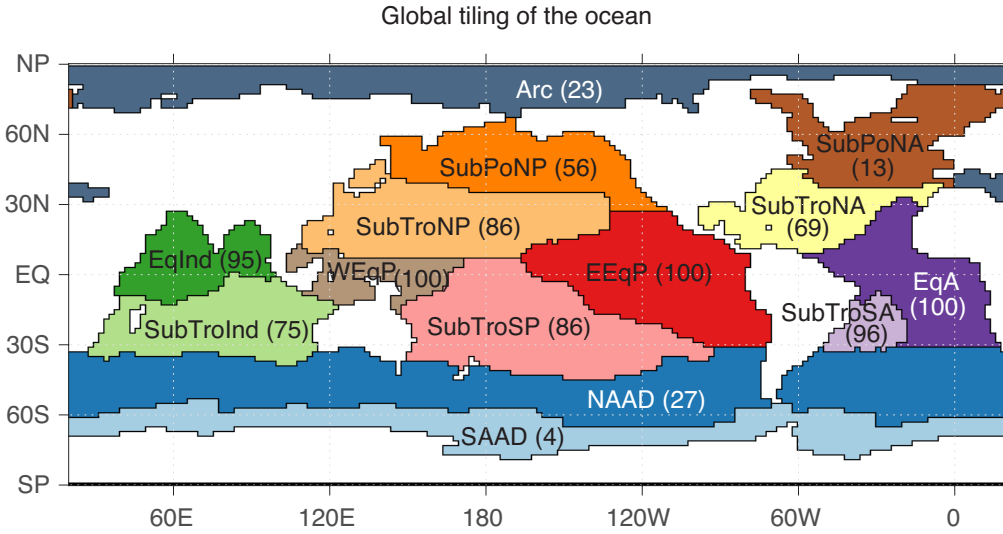 Global tiling of the ocean
NP
Arc (23)
60N
SubPoNP (56)
SubPoNA
(13)
30N
SubTroNP (86)
SubTroNA
(69)
EqInd (95)
EQ
WEqP (100)
EEqP (100)
EqA
(100)
SubTroInd (75)
SubTroSP (86)
SubTroSA
(96)
30S
NAAD (27)
60S
SAAD (4)
SP
60E 120E 180 120W 60W 0